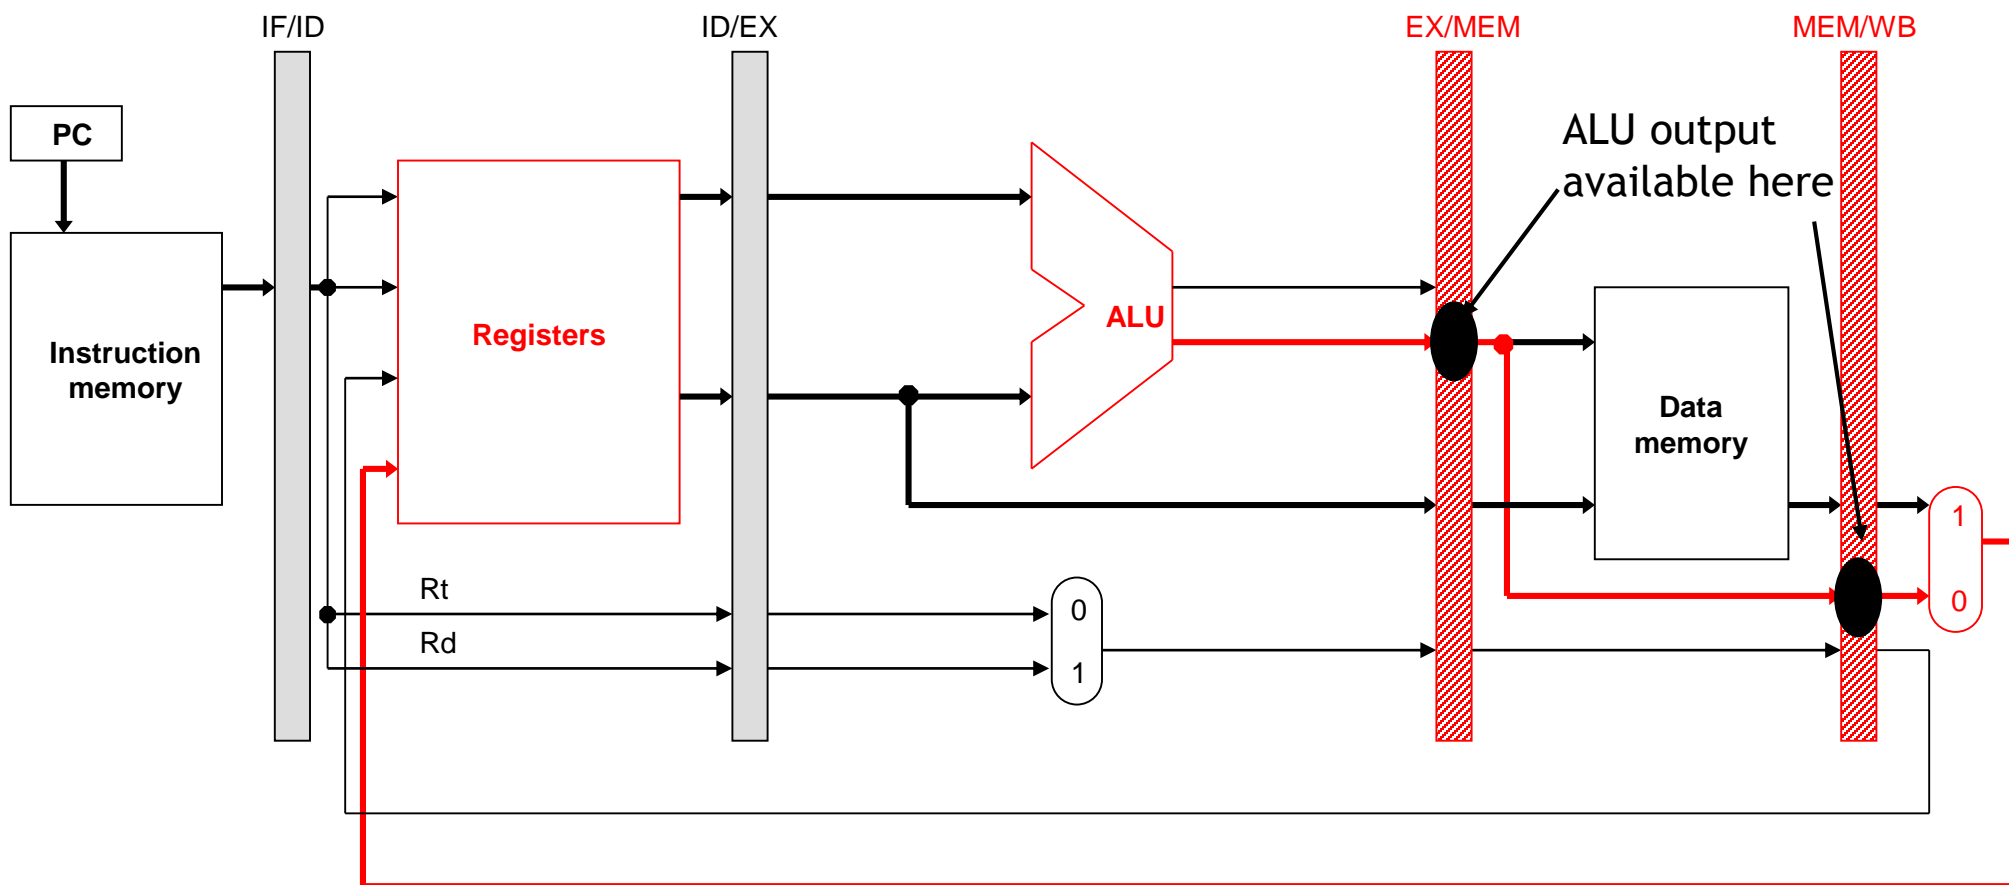 IF/ID
ID/EX
EX/MEM
MEM/WB
PC
ALU output
available here
Instruction
memory
Registers
ALU
Data
memory
1
0
Rt
Rd
0
1